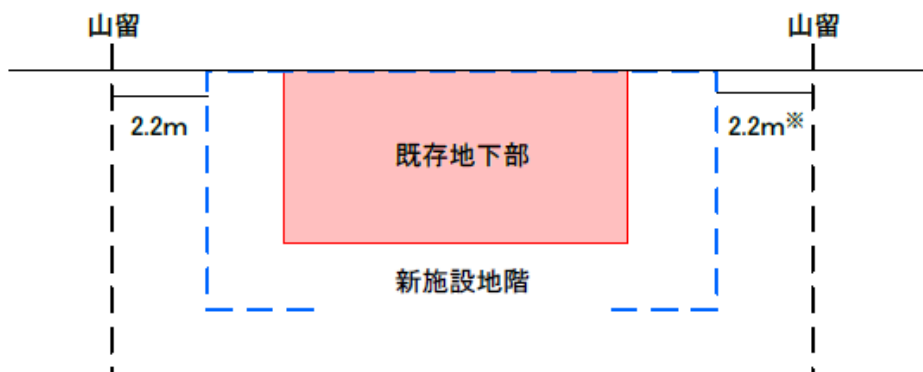 山留
山留
2.2m
2.2m※
既存地下部
新施設地階